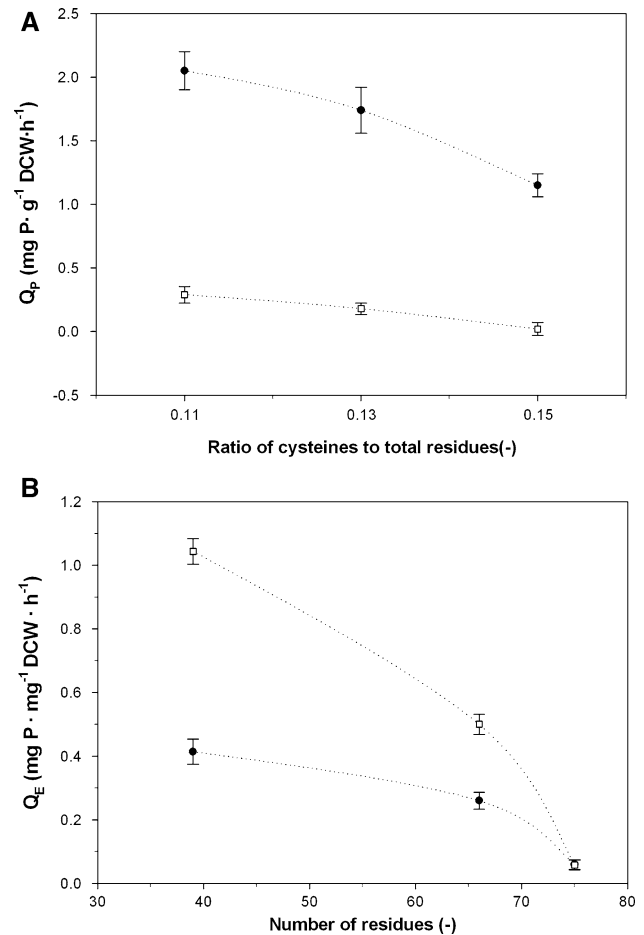 A
2.5
2.0
1.5
1.0
0.5
0.0
-0.5
Q_P (mg P· g⁻¹ DCW·h⁻¹)
0.11 0.13 0.15
Ratio of cysteines to total residues(-)
B
1.2
1.0
0.8
0.6
0.4
0.2
0.0
Q_E (mg P · mg⁻¹ DCW · h⁻¹)
30 40 50 60 70 80
Number of residues (-)